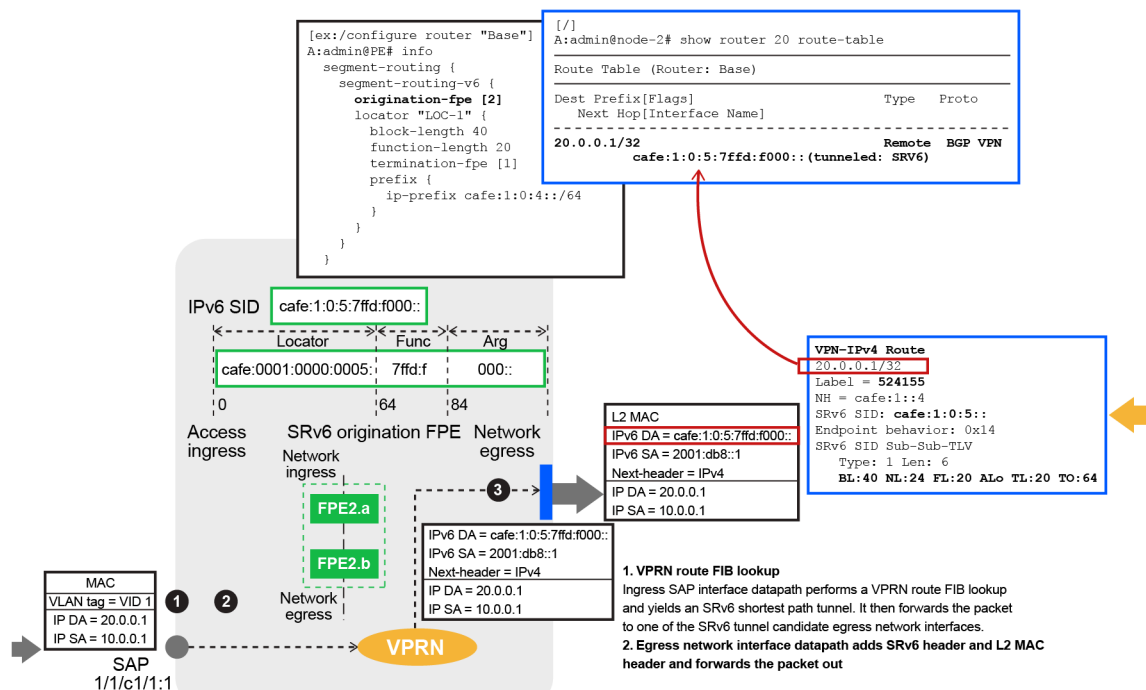 [ex:/configure router "Base"]
A:admin@PE# info
segment-routing {
segment-routing-v6 {
origination-fpe [2]
locator "LOC-1" {
block-length 40
function-length 20
termination-fpe [1]
prefix {
ip-prefix cafe:1:0:4::/64
}
}
}
}
[/]
A:admin@node-2# show router 20 route-table
Route Table (Router: Base)
Dest Prefix[Flags] Type Proto
Next Hop[Interface Name]
20.0.0.1/32 Remote BGP VPN
cafe:1:0:5:7ffd:f000::(tunneled: SRV6)
IPv6 SID cafe:1:0:5:7ffd:f000::
Locator Func Arg
cafe:0001:0000:0005: 7ffd:f 000::
0 64 84
Access
ingress
SRv6 origination FPE
Network
egress
Network
ingress
FPE2.a
FPE2.b
Network
egress
3
L2 MAC
IPv6 DA = cafe:1:0:5:7ffd:f000::
IPv6 SA = 2001:db8::1
Next-header = IPv4
IP DA = 20.0.0.1
IP SA = 10.0.0.1
VPN-IPv4 Route
20.0.0.1/32
Label = 524155
NH = cafe:1::4
SRv6 SID: cafe:1:0:5::
Endpoint behavior: 0x14
SRv6 SID Sub-Sub-TLV
Type: 1 Len: 6
BL:40 NL:24 FL:20 ALo TL:20 TO:64
IPv6 DA = cafe:1:0:5:7ffd:f000::
IPv6 SA = 2001:db8::1
Next-header = IPv4
IP DA = 20.0.0.1
IP SA = 10.0.0.1
MAC
VLAN tag = VID 1
IP DA = 20.0.0.1
IP SA = 10.0.0.1
1 2
SAP
1/1/c1/1:1
VPRN
1. VPRN route FIB lookup
Ingress SAP interface datapath performs a VPRN route FIB lookup
and yields an SRv6 shortest path tunnel. It then forwards the packet
to one of the SRv6 tunnel candidate egress network interfaces.
2. Egress network interface datapath adds SRv6 header and L2 MAC
header and forwards the packet out